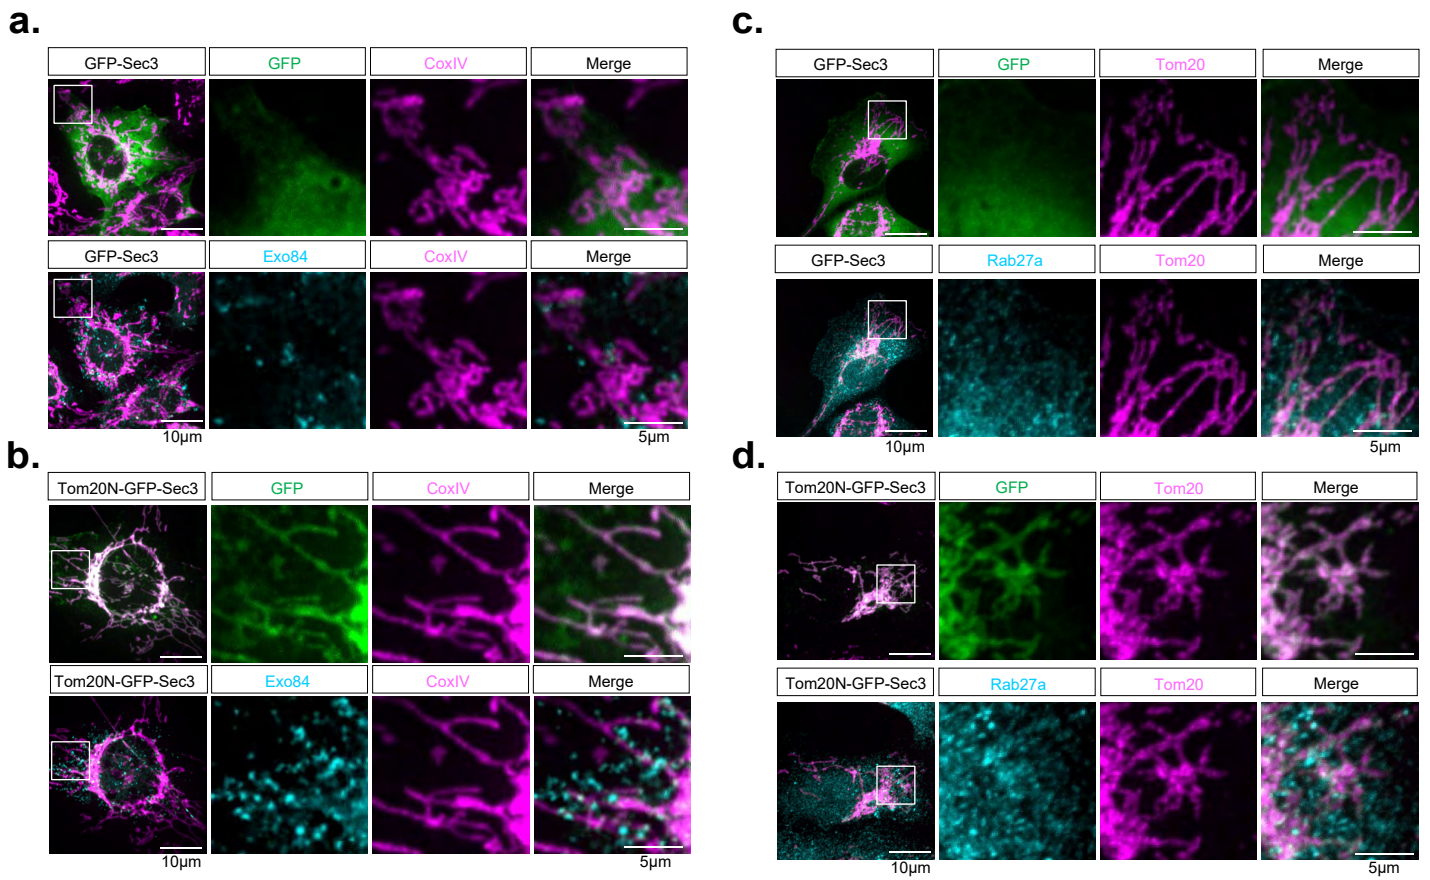 a.
GFP-Sec3 GFP CoxIV Merge
GFP-Sec3 Exo84 CoxIV Merge
10μm 5μm
b.
Tom20N-GFP-Sec3 GFP CoxIV Merge
Tom20N-GFP-Sec3 Exo84 CoxIV Merge
10μm 5μm
c.
GFP-Sec3 GFP Tom20 Merge
GFP-Sec3 Rab27a Tom20 Merge
10μm 5μm
d.
Tom20N-GFP-Sec3 GFP Tom20 Merge
Tom20N-GFP-Sec3 Rab27a Tom20 Merge
10μm 5μm